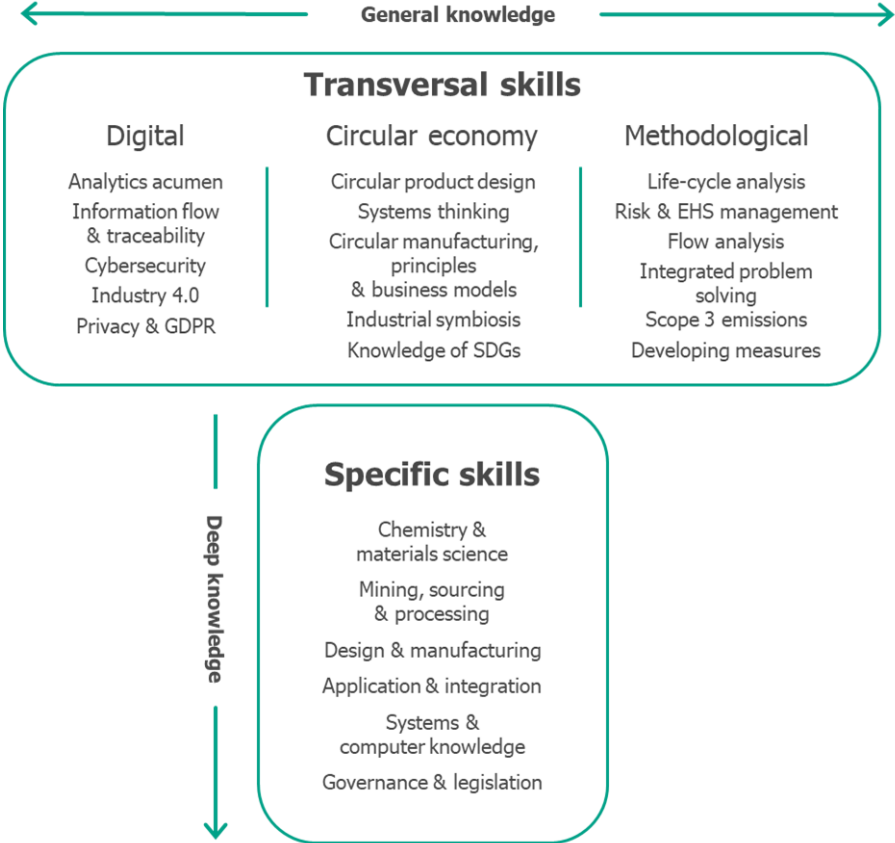 General knowledge
Transversal skills
Digital
Analytics acumen
Information flow
& traceability
Cybersecurity
Industry 4.0
Privacy & GDPR
Circular economy
Circular product design
Systems thinking
Circular manufacturing,
principles
& business models
Industrial symbiosis
Knowledge of SDGs
Methodological
Life-cycle analysis
Risk & EHS management
Flow analysis
Integrated problem
solving
Scope 3 emissions
Developing measures
Deep knowledge
Specific skills
Chemistry &
materials science
Mining, sourcing
& processing
Design & manufacturing
Application & integration
Systems &
computer knowledge
Governance & legislation